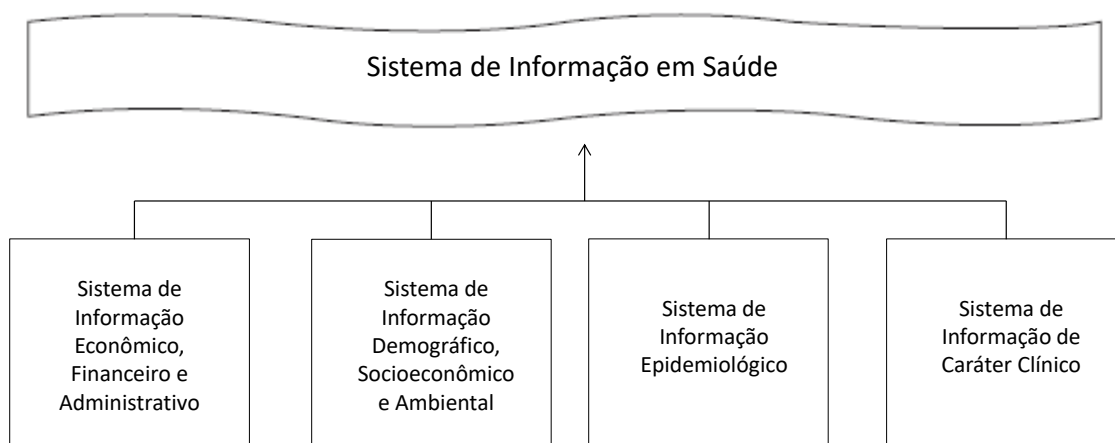 Sistema de Informação em Saúde
Sistema de
Informação
Econômico,
Financeiro e
Administrativo
Sistema de
Informação
Demográfico,
Socioeconômico
e Ambiental
Sistema de
Informação
Epidemiológico
Sistema de
Informação de
Caráter Clínico